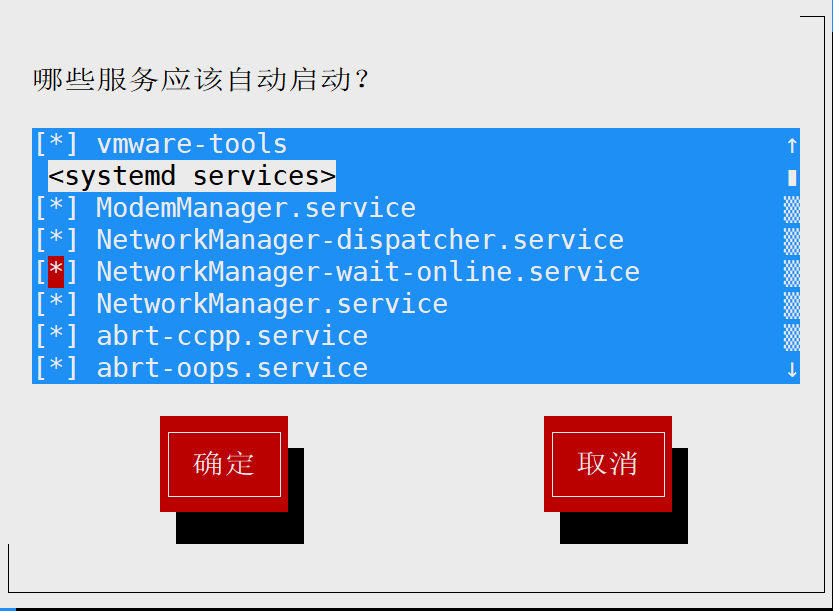 哪些服务应该自动启动？
[*] vmware-tools ↑
<systemd services>
[*] ModemManager.service
[*] NetworkManager-dispatcher.service
[*] NetworkManager-wait-online.service
[*] NetworkManager.service
[*] abrt-ccpp.service
[*] abrt-oops.service ↓
确定 取消